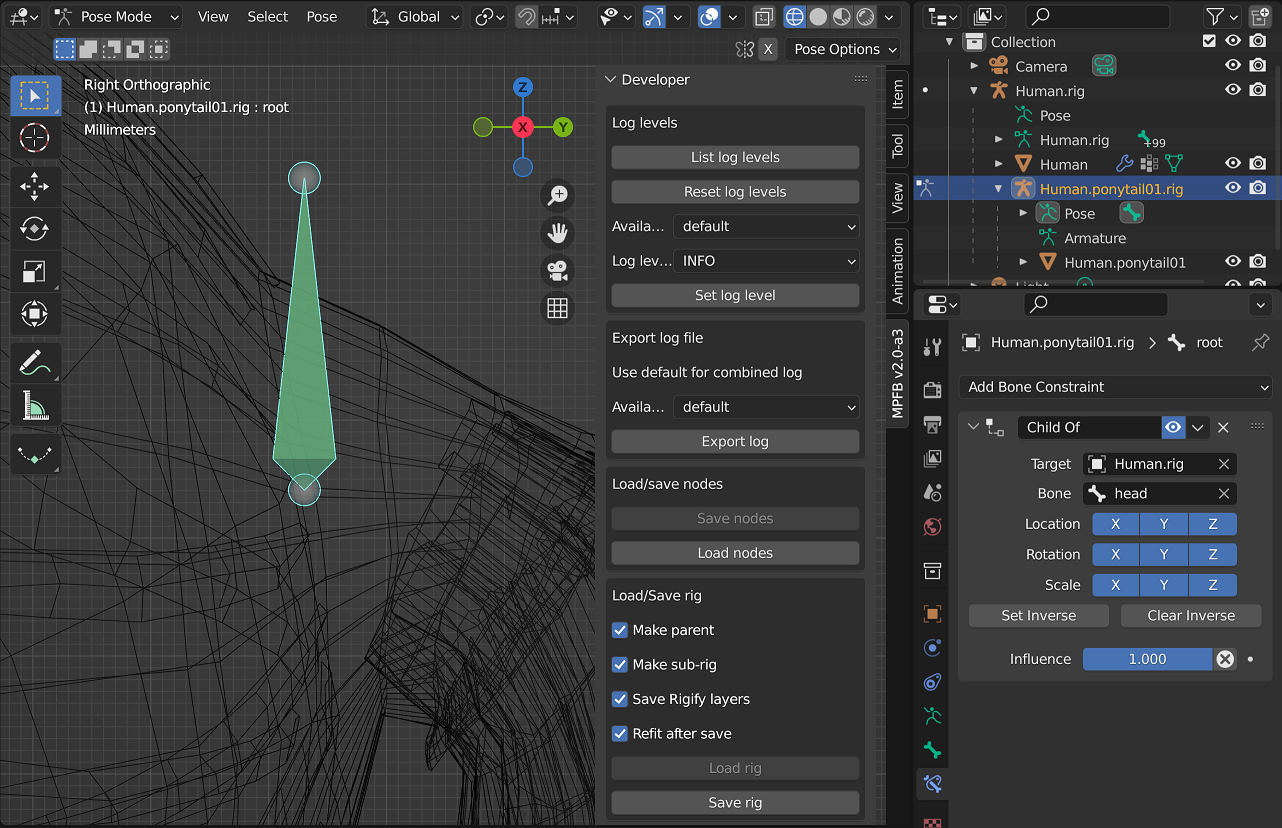 Pose Mode View Select Pose Global
X Pose Options
Right Orthographic
(1) Human.ponytail01.rig : root
Millimeters
Z
X
Y
Developer
Log levels
List log levels
Reset log levels
Availa... default
Log lev... INFO
Set log level
Export log file
Use default for combined log
Availa... default
Export log
Load/save nodes
Save nodes
Load nodes
Load/Save rig
Make parent
Make sub-rig
Save Rigify layers
Refit after save
Load rig
Save rig
Item
Tool
View
Animation
MPFB v2.0-a3
Collection
Camera
Human.rig
Pose
Human.rig +99
Human
Human.ponytail01.rig
Pose
Armature
Human.ponytail01
Human.ponytail01.rig > root
Add Bone Constraint
Child Of
Target Human.rig
Bone head
Location X Y Z
Rotation X Y Z
Scale X Y Z
Set Inverse Clear Inverse
Influence 1.000